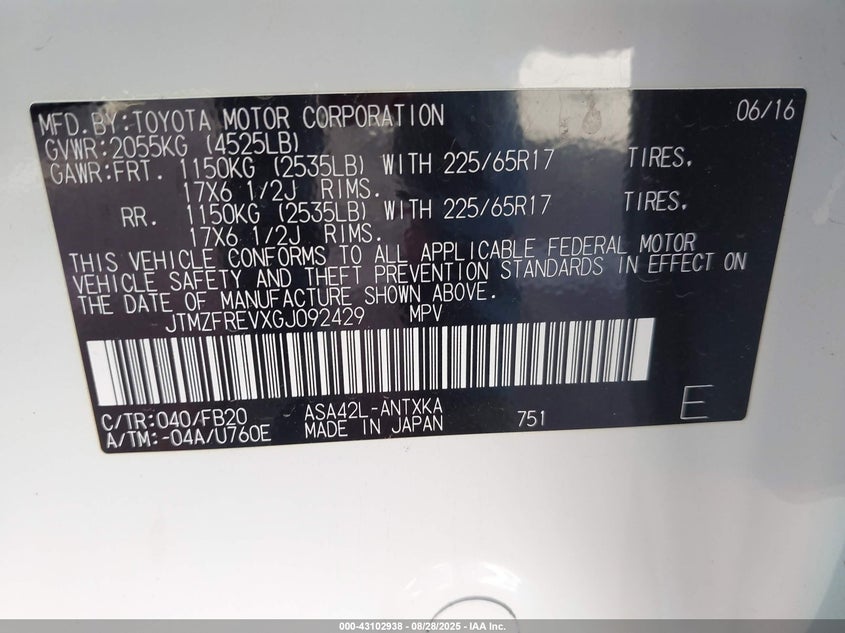 MFD.BY:TOYOTA MOTOR CORPORATION 06/16
GVWR:2055KG (4525LB)
GAWR:FRT. 1150KG (2535LB) WITH 225/65R17 TIRES,
17X6 1/2J RIMS.
RR. 1150KG (2535LB) WITH 225/65R17 TIRES,
17X6 1/2J RIMS.
THIS VEHICLE CONFORMS TO ALL APPLICABLE FEDERAL MOTOR
VEHICLE SAFETY AND THEFT PREVENTION STANDARDS IN EFFECT ON
THE DATE OF MANUFACTURE SHOWN ABOVE.
JTMZFREVXGJ092429 MPV
C/TR:040/FB20 ASA42L-ANTXKA 751 E
A/TM:-04A/U760E MADE IN JAPAN
000-43102938 - 08/28/2025 - IAA Inc.